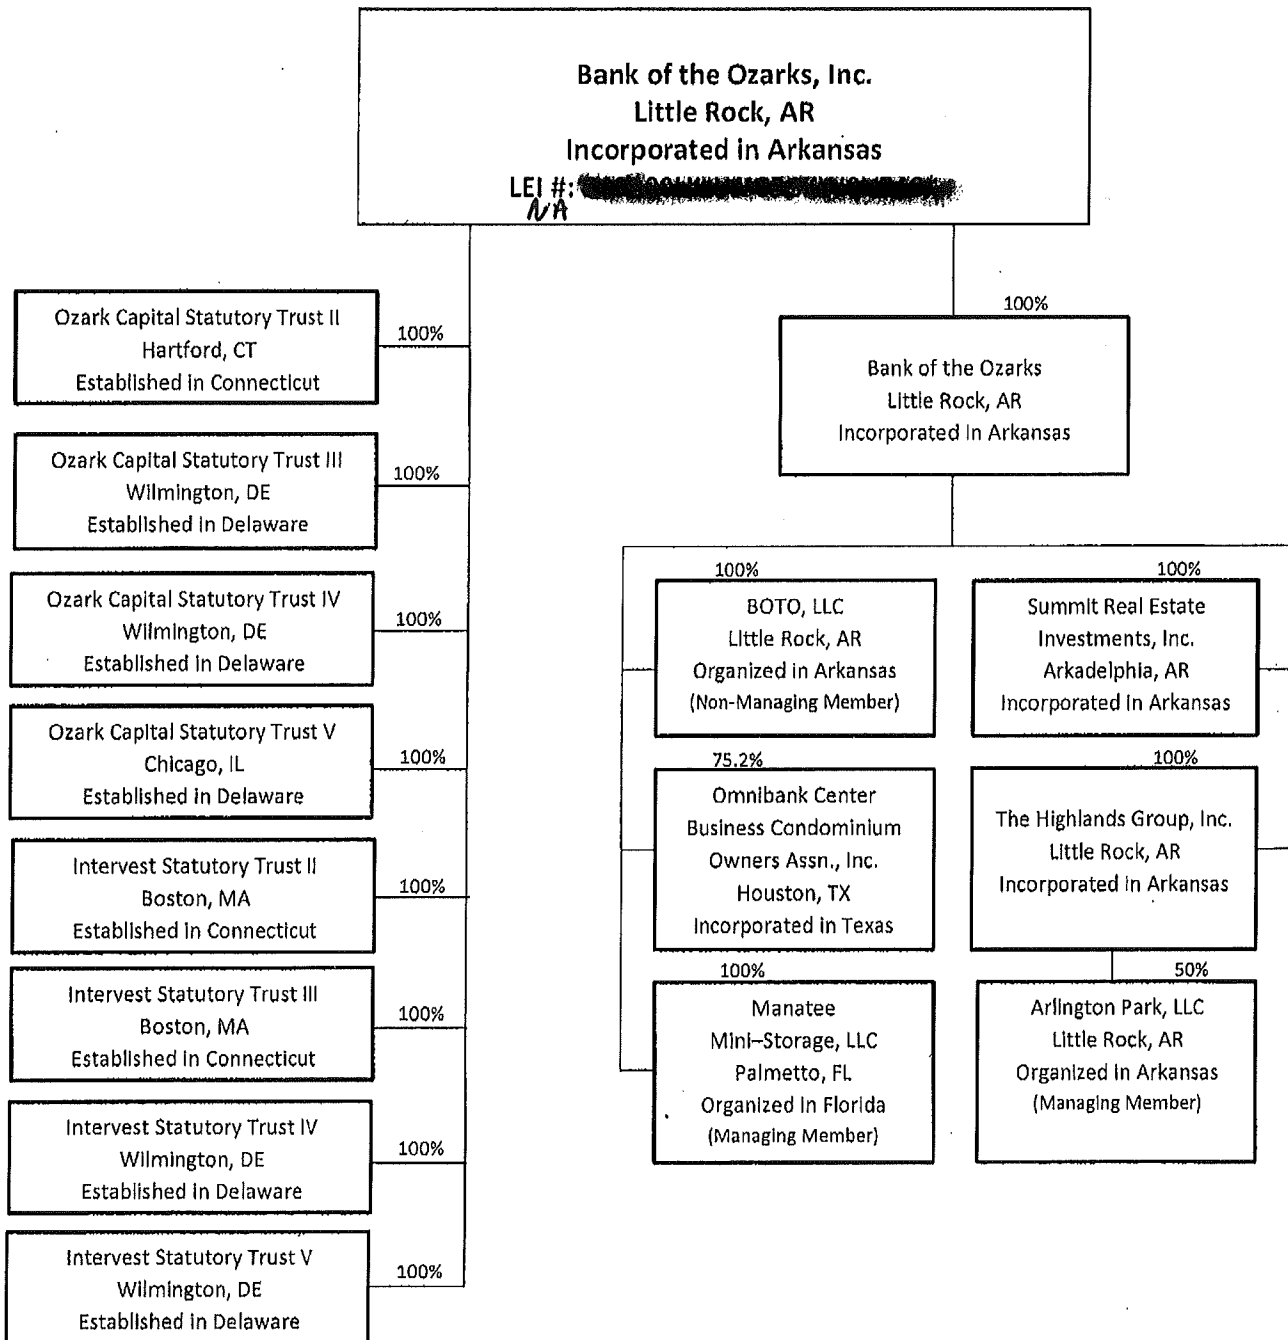 Bank of the Ozarks, Inc.
Little Rock, AR
Incorporated in Arkansas
LEI #:
NA
100%
Ozark Capital Statutory Trust II
Hartford, CT
Established in Connecticut
100%
Ozark Capital Statutory Trust III
Wilmington, DE
Established in Delaware
100%
Ozark Capital Statutory Trust IV
Wilmington, DE
Established in Delaware
100%
Ozark Capital Statutory Trust V
Chicago, IL
Established in Delaware
100%
Intervest Statutory Trust II
Boston, MA
Established in Connecticut
100%
Intervest Statutory Trust III
Boston, MA
Established in Connecticut
100%
Intervest Statutory Trust IV
Wilmington, DE
Established in Delaware
100%
Intervest Statutory Trust V
Wilmington, DE
Established in Delaware
100%
Bank of the Ozarks
Little Rock, AR
Incorporated in Arkansas
100%
BOTO, LLC
Little Rock, AR
Organized in Arkansas
(Non-Managing Member)
100%
Summit Real Estate
Investments, Inc.
Arkadelphia, AR
Incorporated in Arkansas
75.2%
Omnibank Center
Business Condominium
Owners Assn., Inc.
Houston, TX
Incorporated in Texas
100%
The Highlands Group, Inc.
Little Rock, AR
Incorporated in Arkansas
100%
Manatee
Mini-Storage, LLC
Palmetto, FL
Organized in Florida
(Managing Member)
50%
Arlington Park, LLC
Little Rock, AR
Organized in Arkansas
(Managing Member)